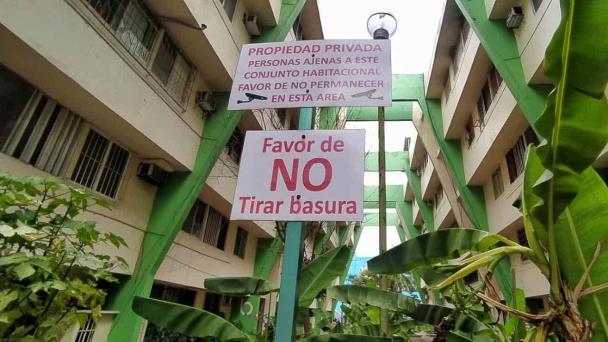 PROPIEDAD PRIVADA
PERSONAS AJENAS A ESTE
CONJUNTO HABITACIONAL
FAVOR DE NO PERMANECER
EN ESTA AREA
Favor de
NO
Tirar basura